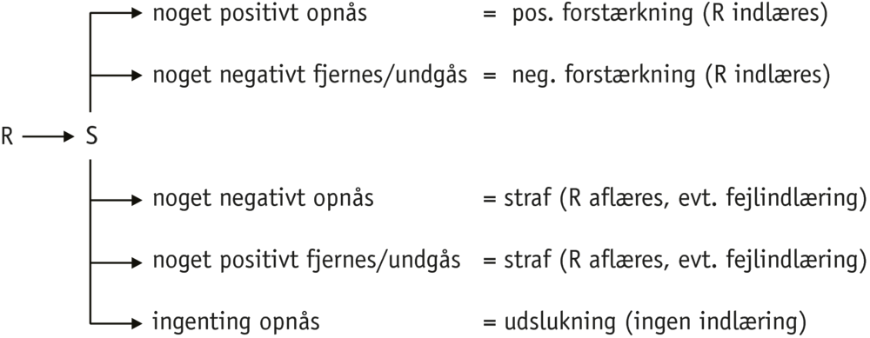 noget positivt opnås = pos. forstærkning (R indlæres)
noget negativt fjernes/undgås = neg. forstærkning (R indlæres)
R S
noget negativt opnås = straf (R aflæres, evt. fejlindlæring)
noget positivt fjernes/undgås = straf (R aflæres, evt. fejlindlæring)
ingenting opnås = udslukning (ingen indlæring)